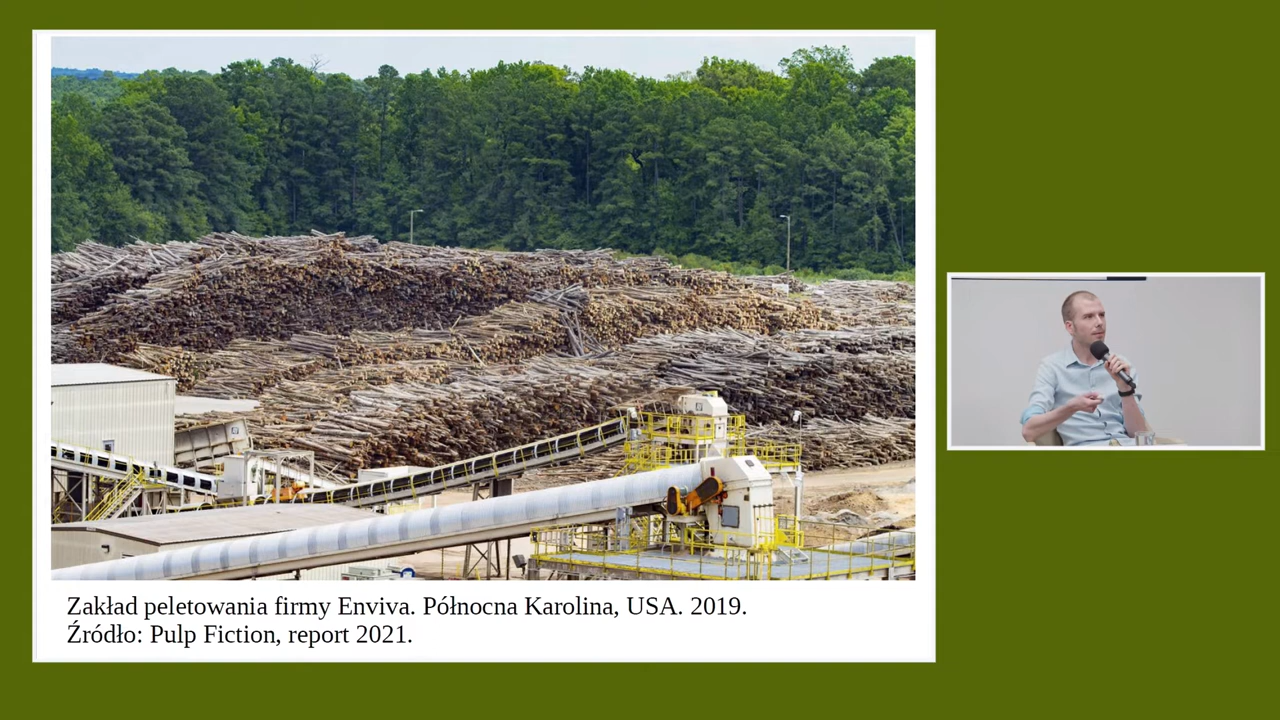 Zakład peletowania firmy Enviva. Północna Karolina, USA. 2019.
Źródło: Pulp Fiction, report 2021.